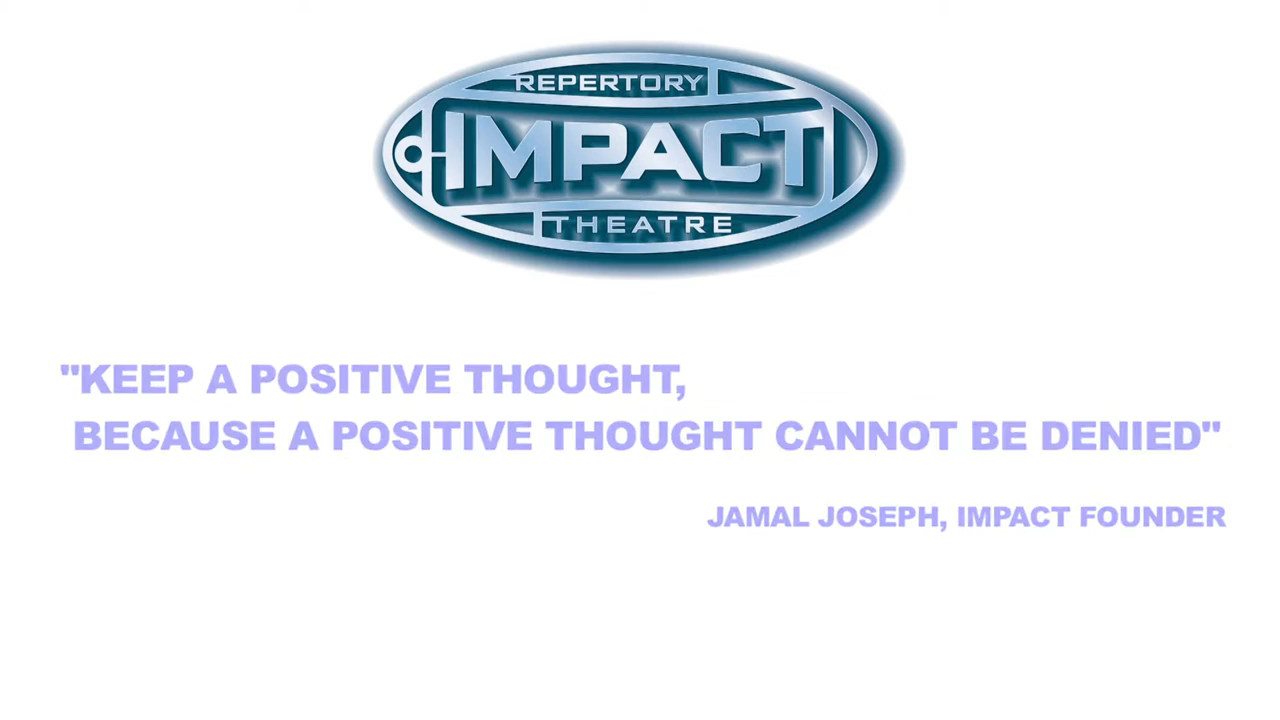 REPERTORY
IMPACT
THEATRE
"KEEP A POSITIVE THOUGHT,
BECAUSE A POSITIVE THOUGHT CANNOT BE DENIED"
JAMAL JOSEPH, IMPACT FOUNDER